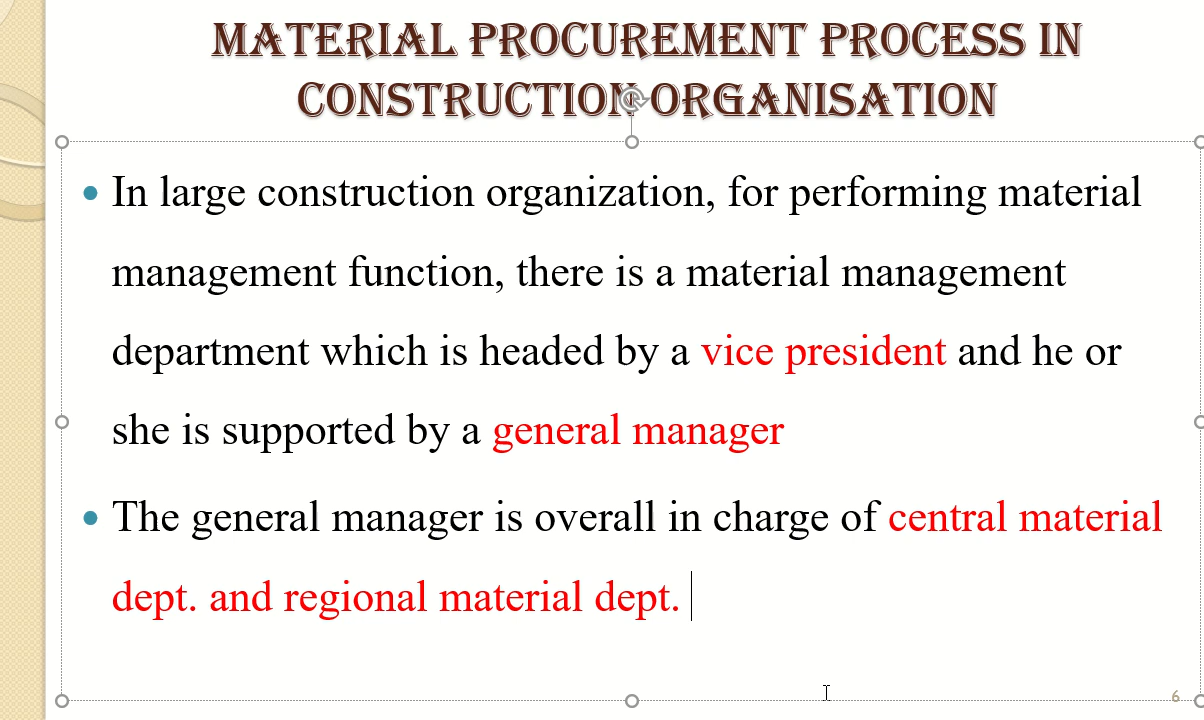 MATERIAL PROCUREMENT PROCESS IN
CONSTRUCTION ORGANISATION
• In large construction organization, for performing material
management function, there is a material management
department which is headed by a vice president and he or
she is supported by a general manager
• The general manager is overall in charge of central material
dept. and regional material dept.
6